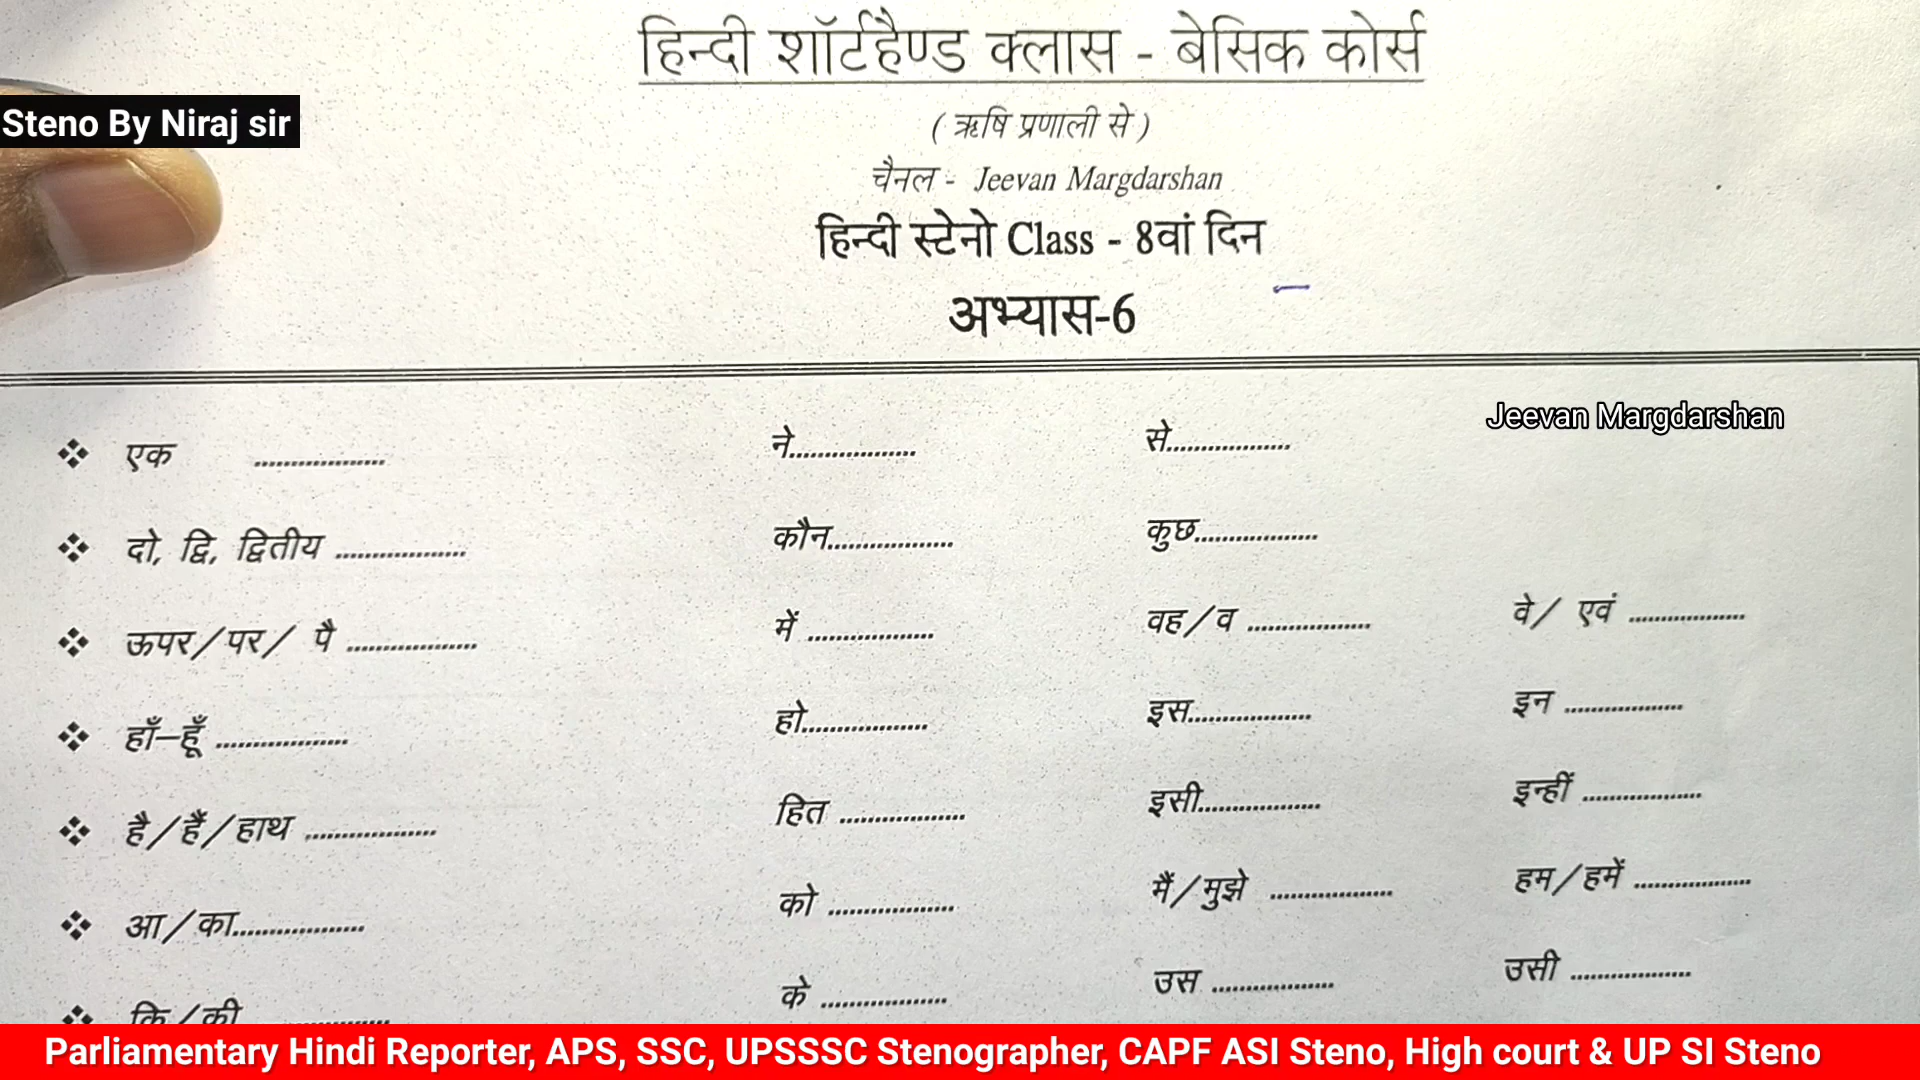 हिन्दी शॉर्टहैण्ड क्लास - बेसिक कोर्स
Steno By Niraj sir
( ऋषि प्रणाली से )
चैनल - Jeevan Margdarshan
हिन्दी स्टेनो Class - 8वां दिन
अभ्यास-6
Jeevan Margdarshan
❖ एक .................. ने.................. से..................
❖ दो, द्वि, द्वितीय .................. कौन.................. कुछ..................
❖ ऊपर/पर/ पै .................. में .................. वह/व .................. वे/ एवं ..................
❖ हाँ–हूँ .................. हो.................. इस.................. इन ..................
❖ है/हैं/हाथ .................. हित .................. इसी.................. इन्हीं ..................
❖ आ/का.................. को .................. मैं/मुझे .................. हम/हमें ..................
❖ कि/की .................. के .................. उस .................. उसी ..................
Parliamentary Hindi Reporter, APS, SSC, UPSSSC Stenographer, CAPF ASI Steno, High court & UP SI Steno